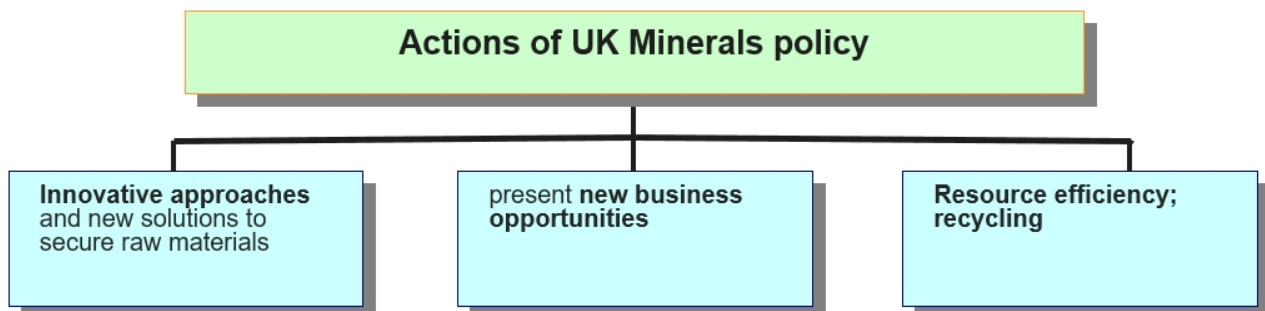 Actions of UK Minerals policy
Innovative approaches
and new solutions to
secure raw materials
present new business
opportunities
Resource efficiency;
recycling